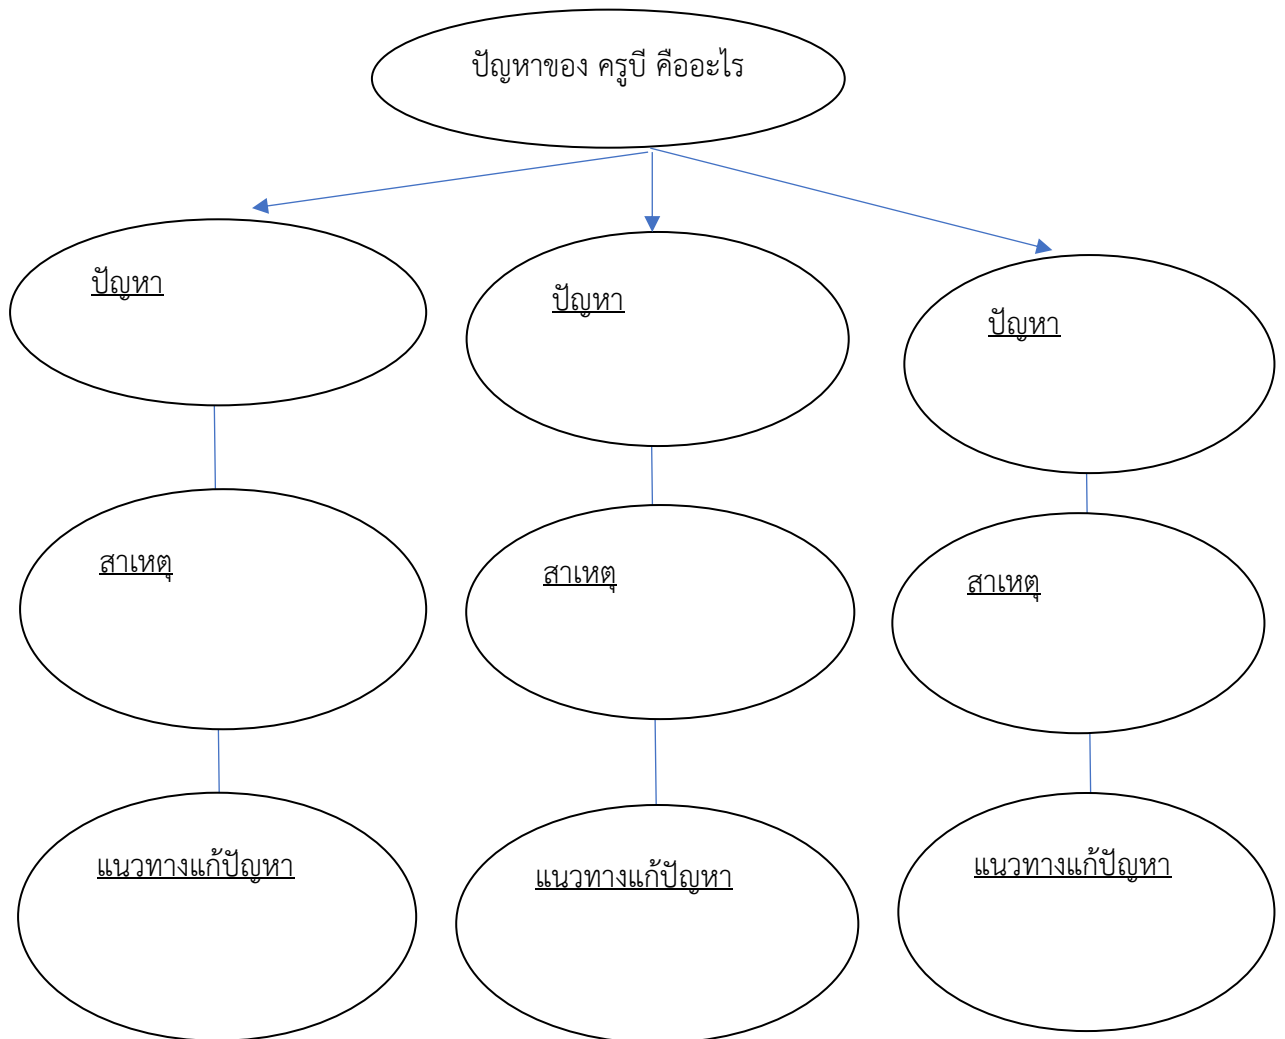 ปัญหาของ ครูบี คืออะไร
ปัญหา
ปัญหา
ปัญหา
สาเหตุ
สาเหตุ
สาเหตุ
แนวทางแก้ปัญหา
แนวทางแก้ปัญหา
แนวทางแก้ปัญหา